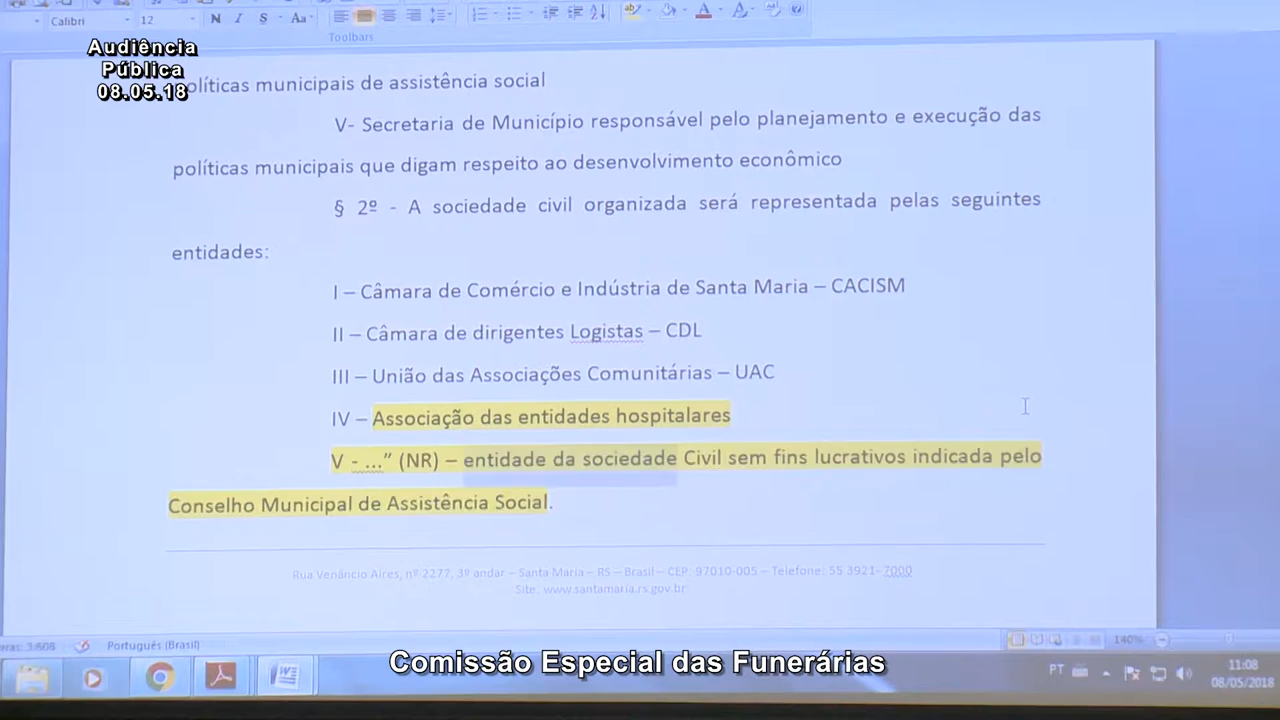 Calibri
12
N I S Aa
Toolbars
Audiência
Pública
08.05.18
políticas municipais de assistência social
V- Secretaria de Município responsável pelo planejamento e execução das
políticas municipais que digam respeito ao desenvolvimento econômico
§ 2º - A sociedade civil organizada será representada pelas seguintes
entidades:
I – Câmara de Comércio e Indústria de Santa Maria – CACISM
II – Câmara de dirigentes Logistas – CDL
III – União das Associações Comunitárias – UAC
IV – Associação das entidades hospitalares
V - ...” (NR) – entidade da sociedade Civil sem fins lucrativos indicada pelo
Conselho Municipal de Assistência Social.
Rua Venâncio Aires, nº 2277, 3º andar – Santa Maria – RS – Brasil – CEP: 97010-005 – Telefone: 55 3921-7000
Site: www.santamaria.rs.gov.br
3.608
Português (Brasil)
140%
Comissão Especial das Funerárias
PT
11:08
08/05/2018